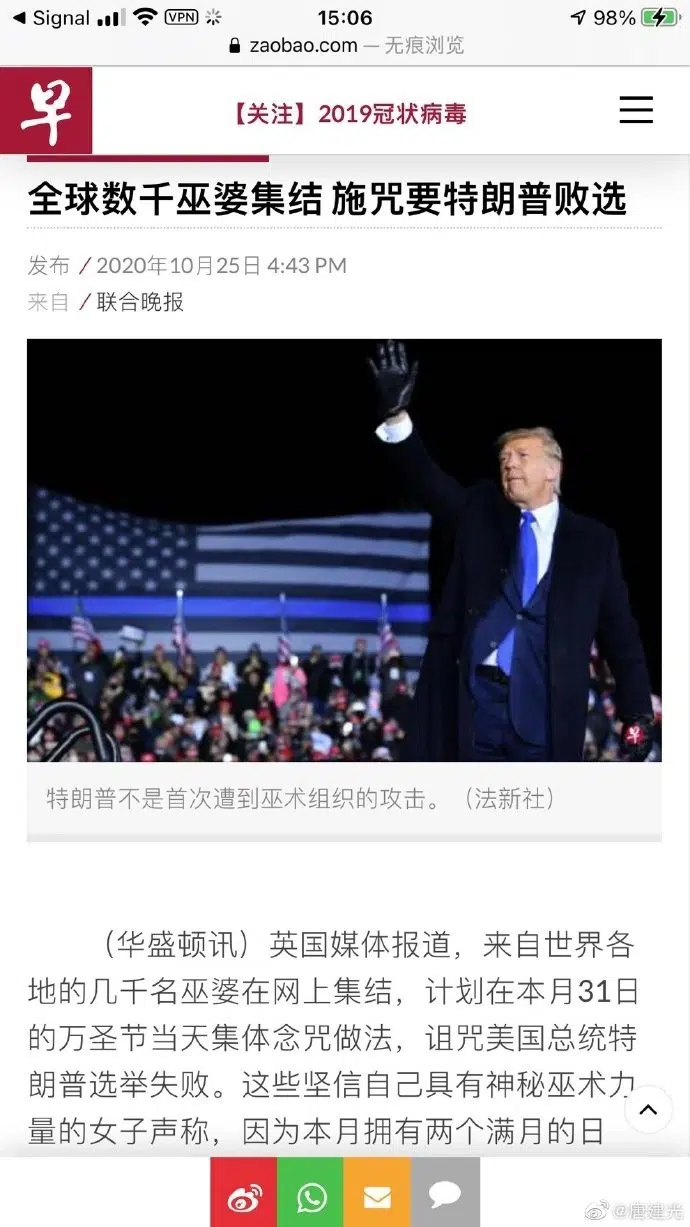 Signal VPN 15:06 98%
zaobao.com — 无痕浏览
早 【关注】2019冠状病毒
全球数千巫婆集结 施咒要特朗普败选
发布 / 2020年10月25日 4:43 PM
来自 / 联合晚报
早
特朗普不是首次遭到巫术组织的攻击。（法新社）
（华盛顿讯）英国媒体报道，来自世界各
地的几千名巫婆在网上集结，计划在本月31日
的万圣节当天集体念咒做法，诅咒美国总统特
朗普选举失败。这些坚信自己具有神秘巫术力
量的女子声称，因为本月拥有两个满月的日
@唐建光